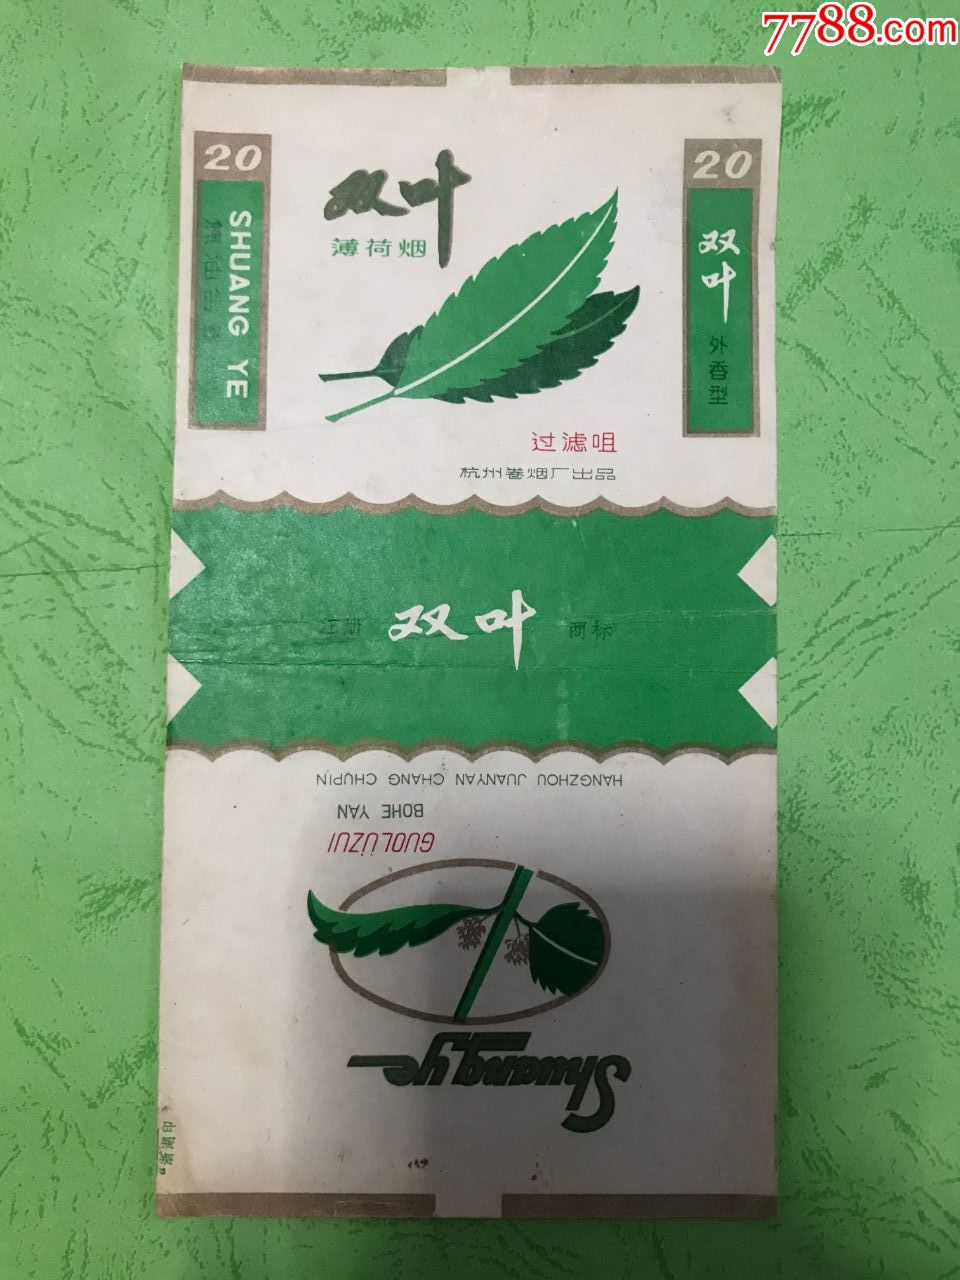 7788.com
20
SHUANG YE
双叶
薄荷烟
20
双叶
外香型
过滤咀
杭州卷烟厂出品
注册 双叶 商标
HANGZHOU JUANYAN CHANG CHUPIN
BOHE YAN
GUOLÜZUI
Shuang ye